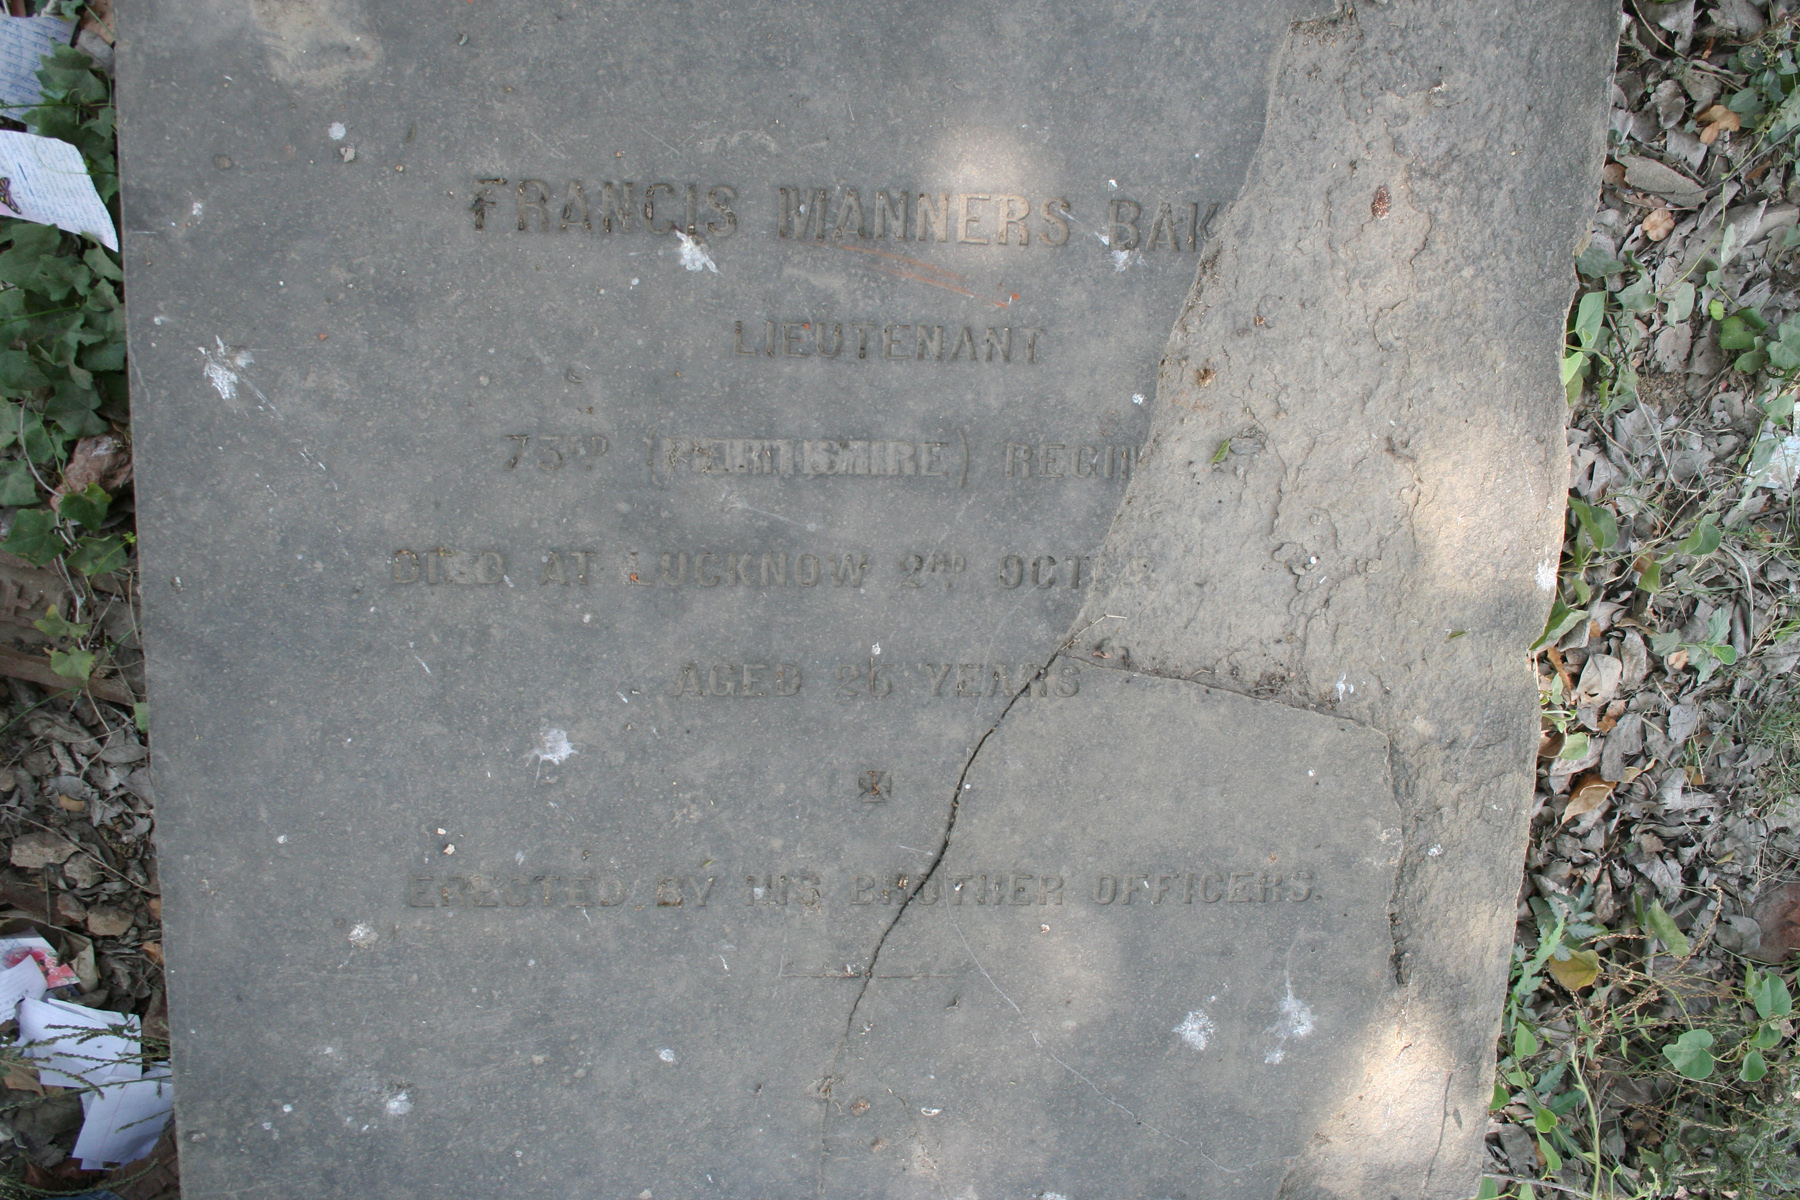 FRANCIS MANNERS BAK
LIEUTENANT
73RD (PERTHSHIRE) REGIM
DIED AT LUCKNOW 2ND OCT
AGED 26 YEARS
ERECTED BY HIS BROTHER OFFICERS.